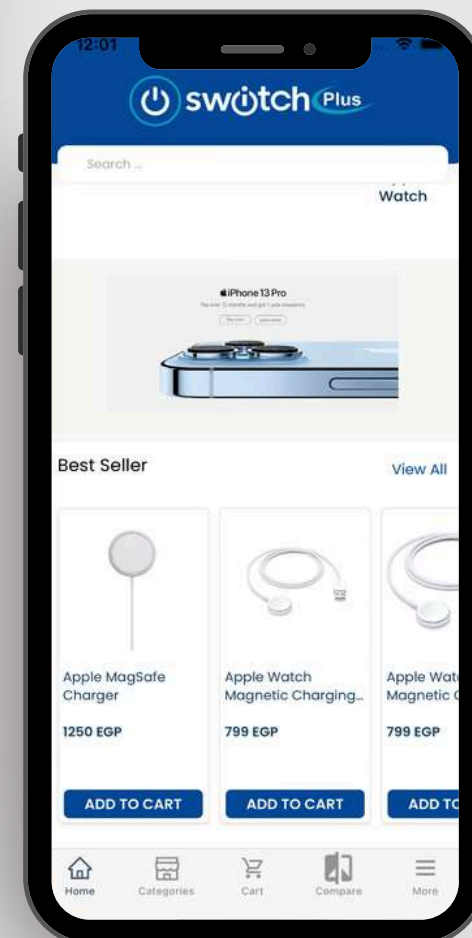 12:01
swiitch Plus
Search ...
Watch
iPhone 13 Pro
Best Seller
View All
Apple MagSafe
Charger
1250 EGP
ADD TO CART
Apple Watch
Magnetic Charging...
799 EGP
ADD TO CART
Apple Wat
Magnetic C
799 EGP
ADD TO
Home
Categories
Cart
Compare
More